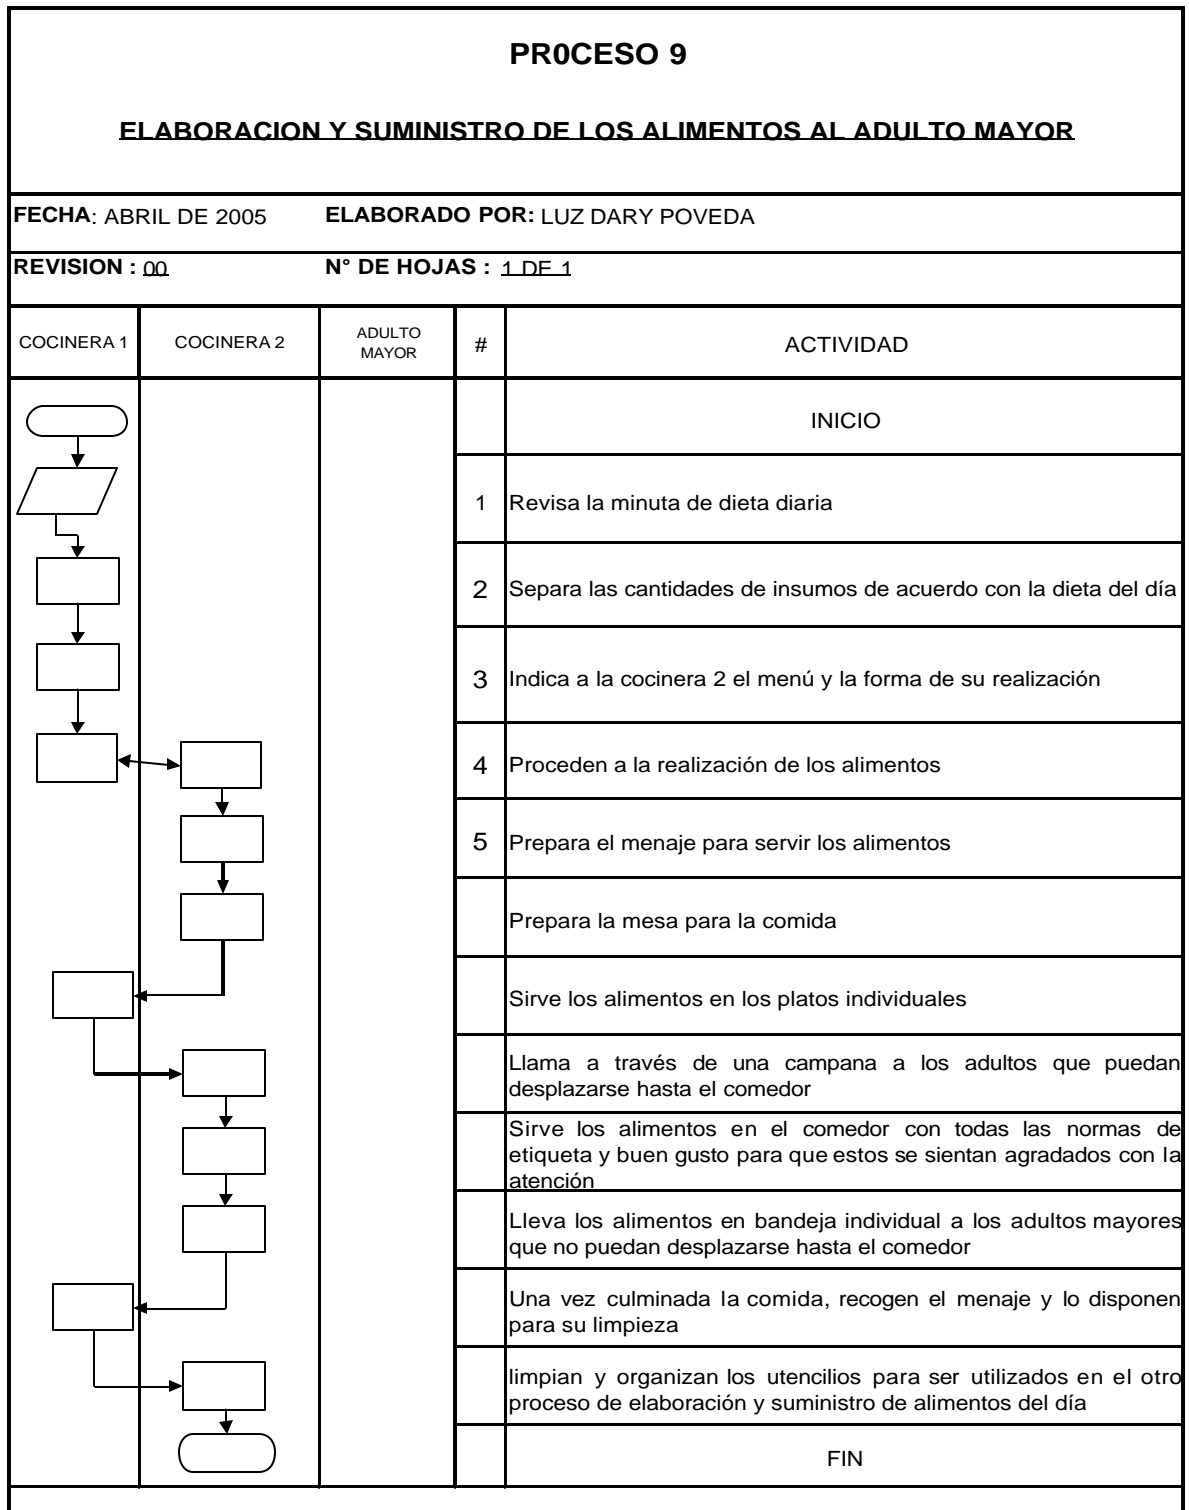 PR0CESO 9
ELABORACION Y SUMINISTRO DE LOS ALIMENTOS AL ADULTO MAYOR
FECHA: ABRIL DE 2005 ELABORADO POR: LUZ DARY POVEDA
REVISION : 00 N° DE HOJAS : 1 DE 1
COCINERA 1 COCINERA 2 ADULTO MAYOR # ACTIVIDAD
INICIO
1 Revisa la minuta de dieta diaria
2 Separa las cantidades de insumos de acuerdo con la dieta del día
3 Indica a la cocinera 2 el menú y la forma de su realización
4 Proceden a la realización de los alimentos
5 Prepara el menaje para servir los alimentos
Prepara la mesa para la comida
Sirve los alimentos en los platos individuales
Llama a través de una campana a los adultos que puedan
desplazarse hasta el comedor
Sirve los alimentos en el comedor con todas las normas de
etiqueta y buen gusto para que estos se sientan agradados con la
atención
Lleva los alimentos en bandeja individual a los adultos mayores
que no puedan desplazarse hasta el comedor
Una vez culminada la comida, recogen el menaje y lo disponen
para su limpieza
limpian y organizan los utencilios para ser utilizados en el otro
proceso de elaboración y suministro de alimentos del día
FIN